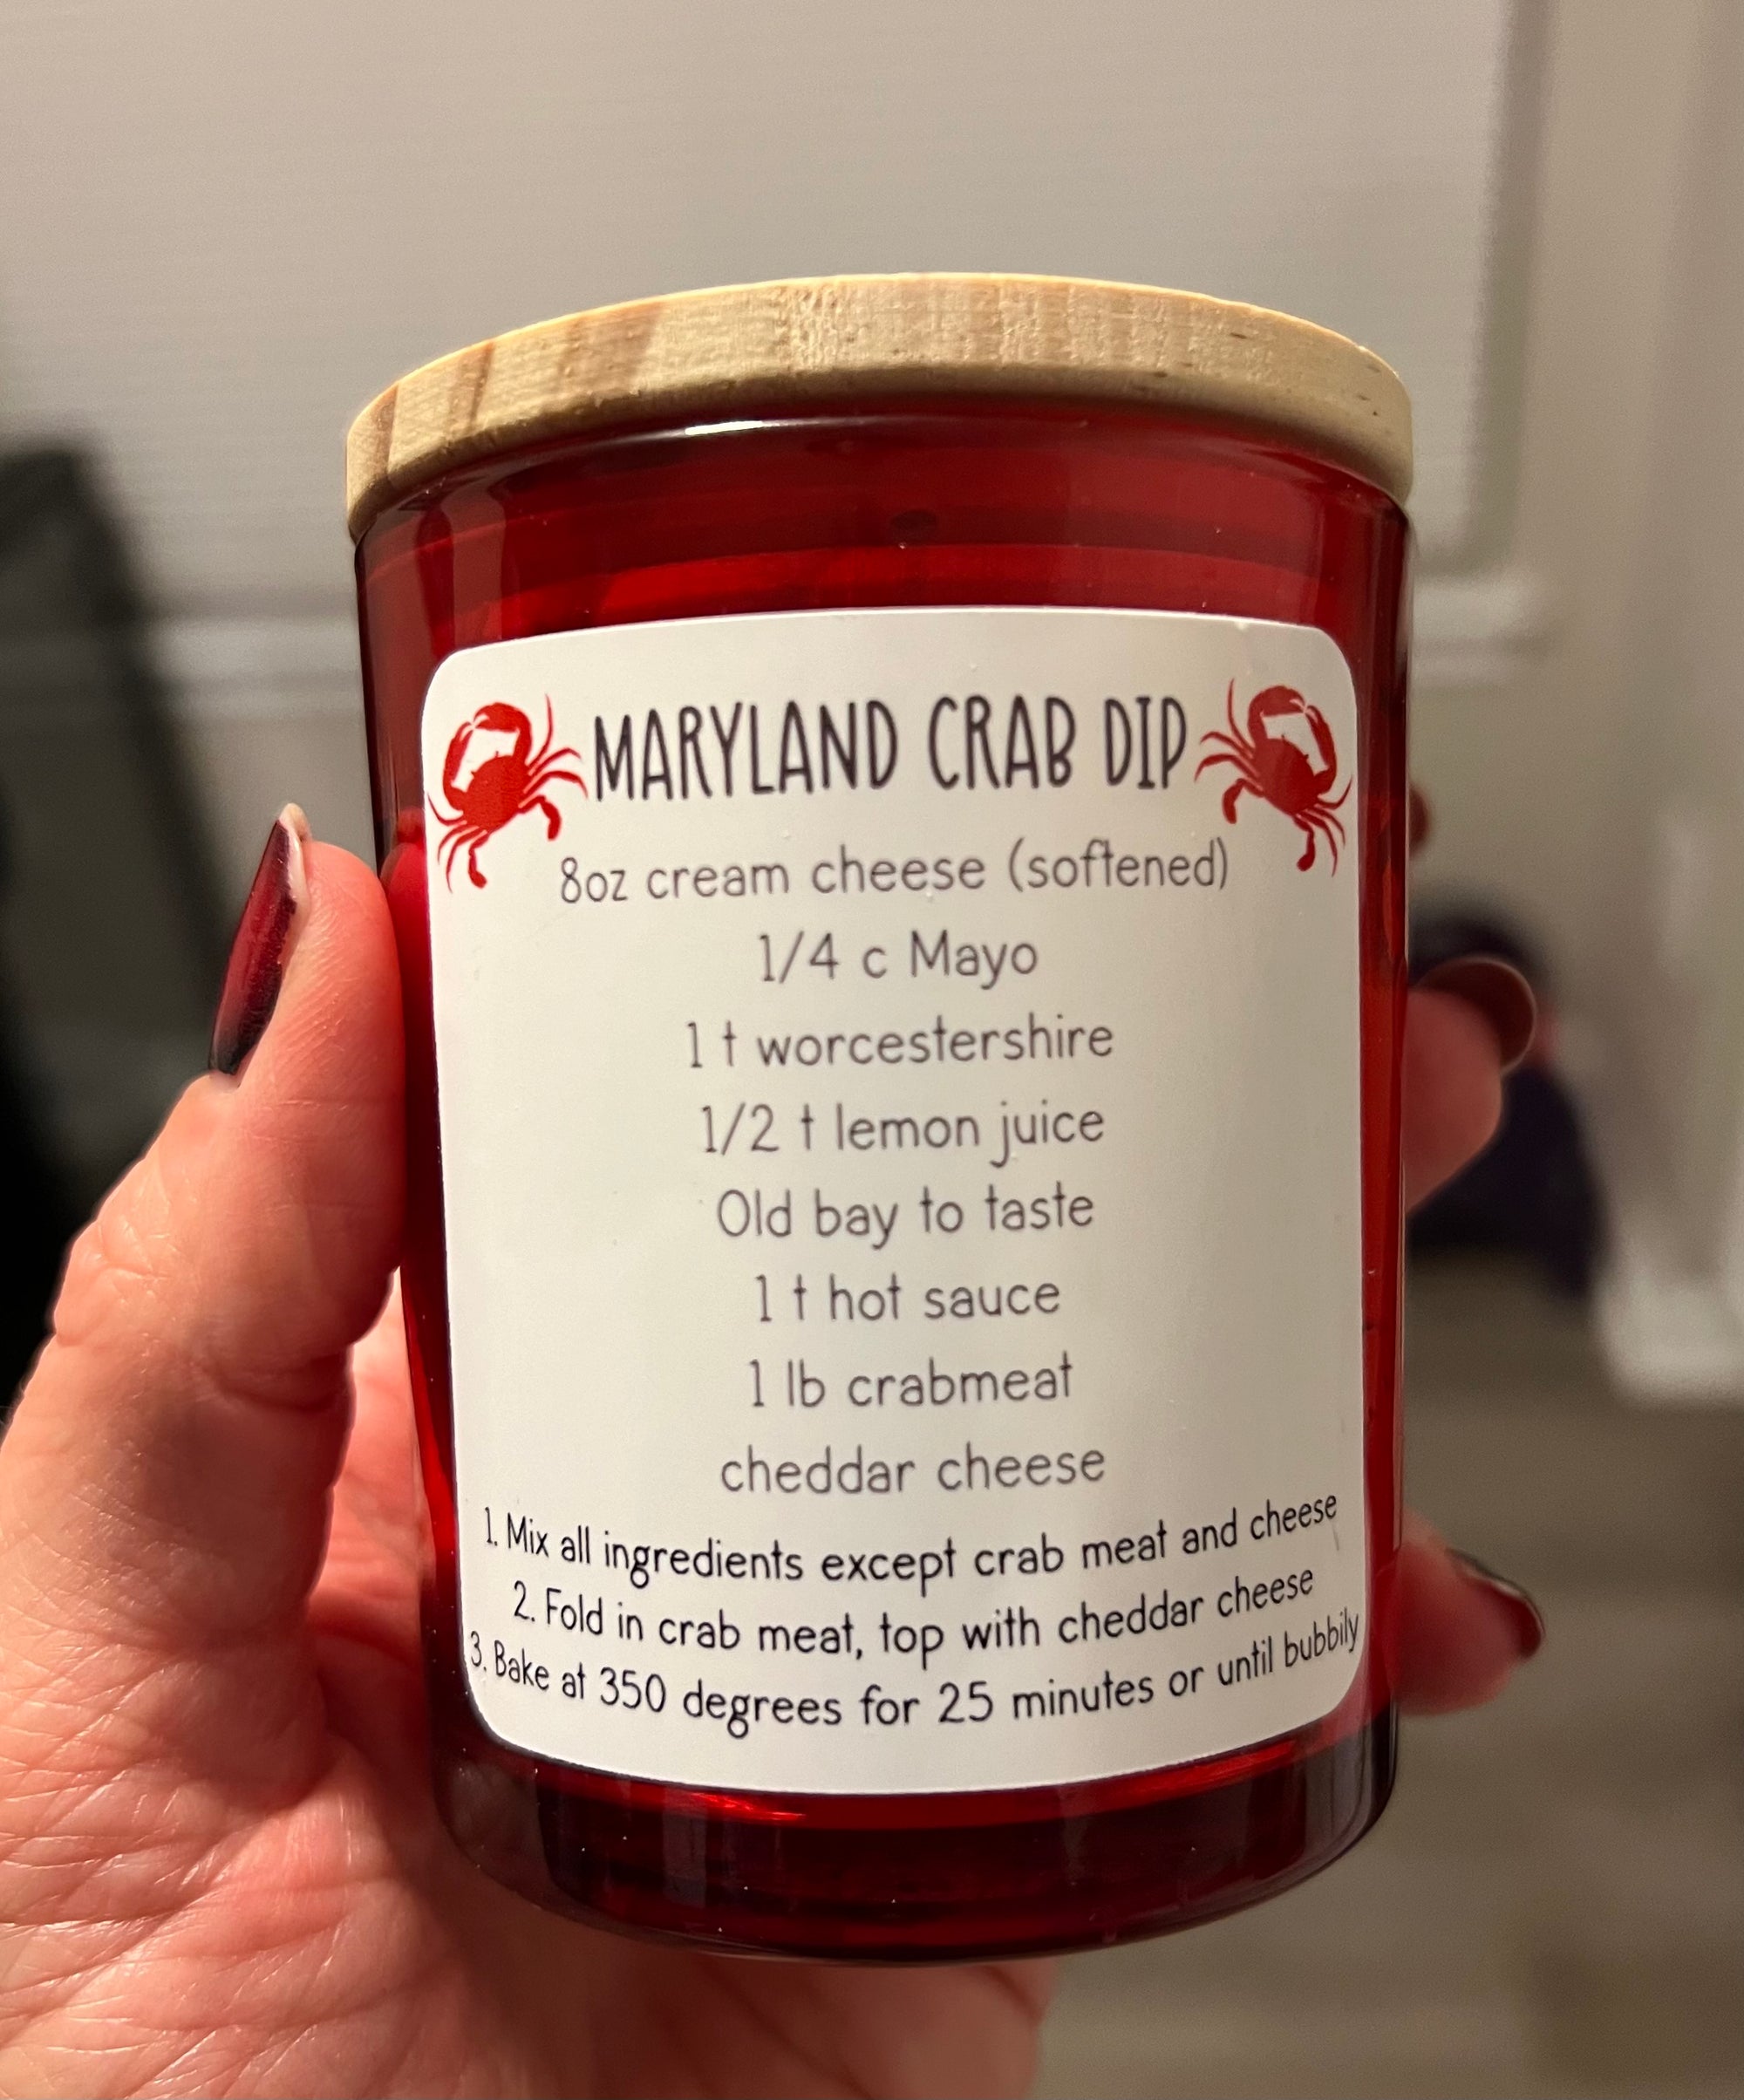 MARYLAND CRAB DIP
8oz cream cheese (softened)
1/4 c Mayo
1 t worcestershire
1/2 t lemon juice
Old bay to taste
1 t hot sauce
1 lb crabmeat
cheddar cheese
1. Mix all ingredients except crab meat and cheese
2. Fold in crab meat, top with cheddar cheese
3. Bake at 350 degrees for 25 minutes or until bubbily